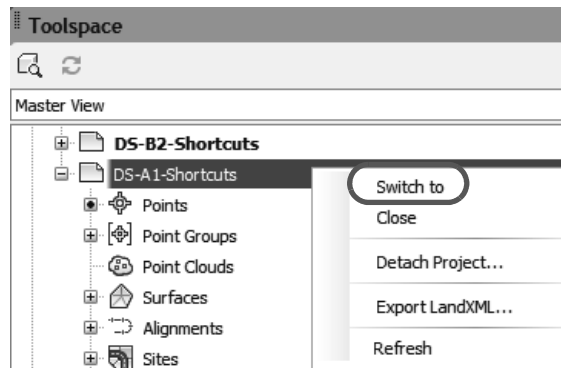 Toolspace
Master View
DS-B2-Shortcuts
DS-A1-Shortcuts
Switch to
Points
Close
Point Groups
Point Clouds
Detach Project...
Surfaces
Export LandXML...
Alignments
Refresh
Sites